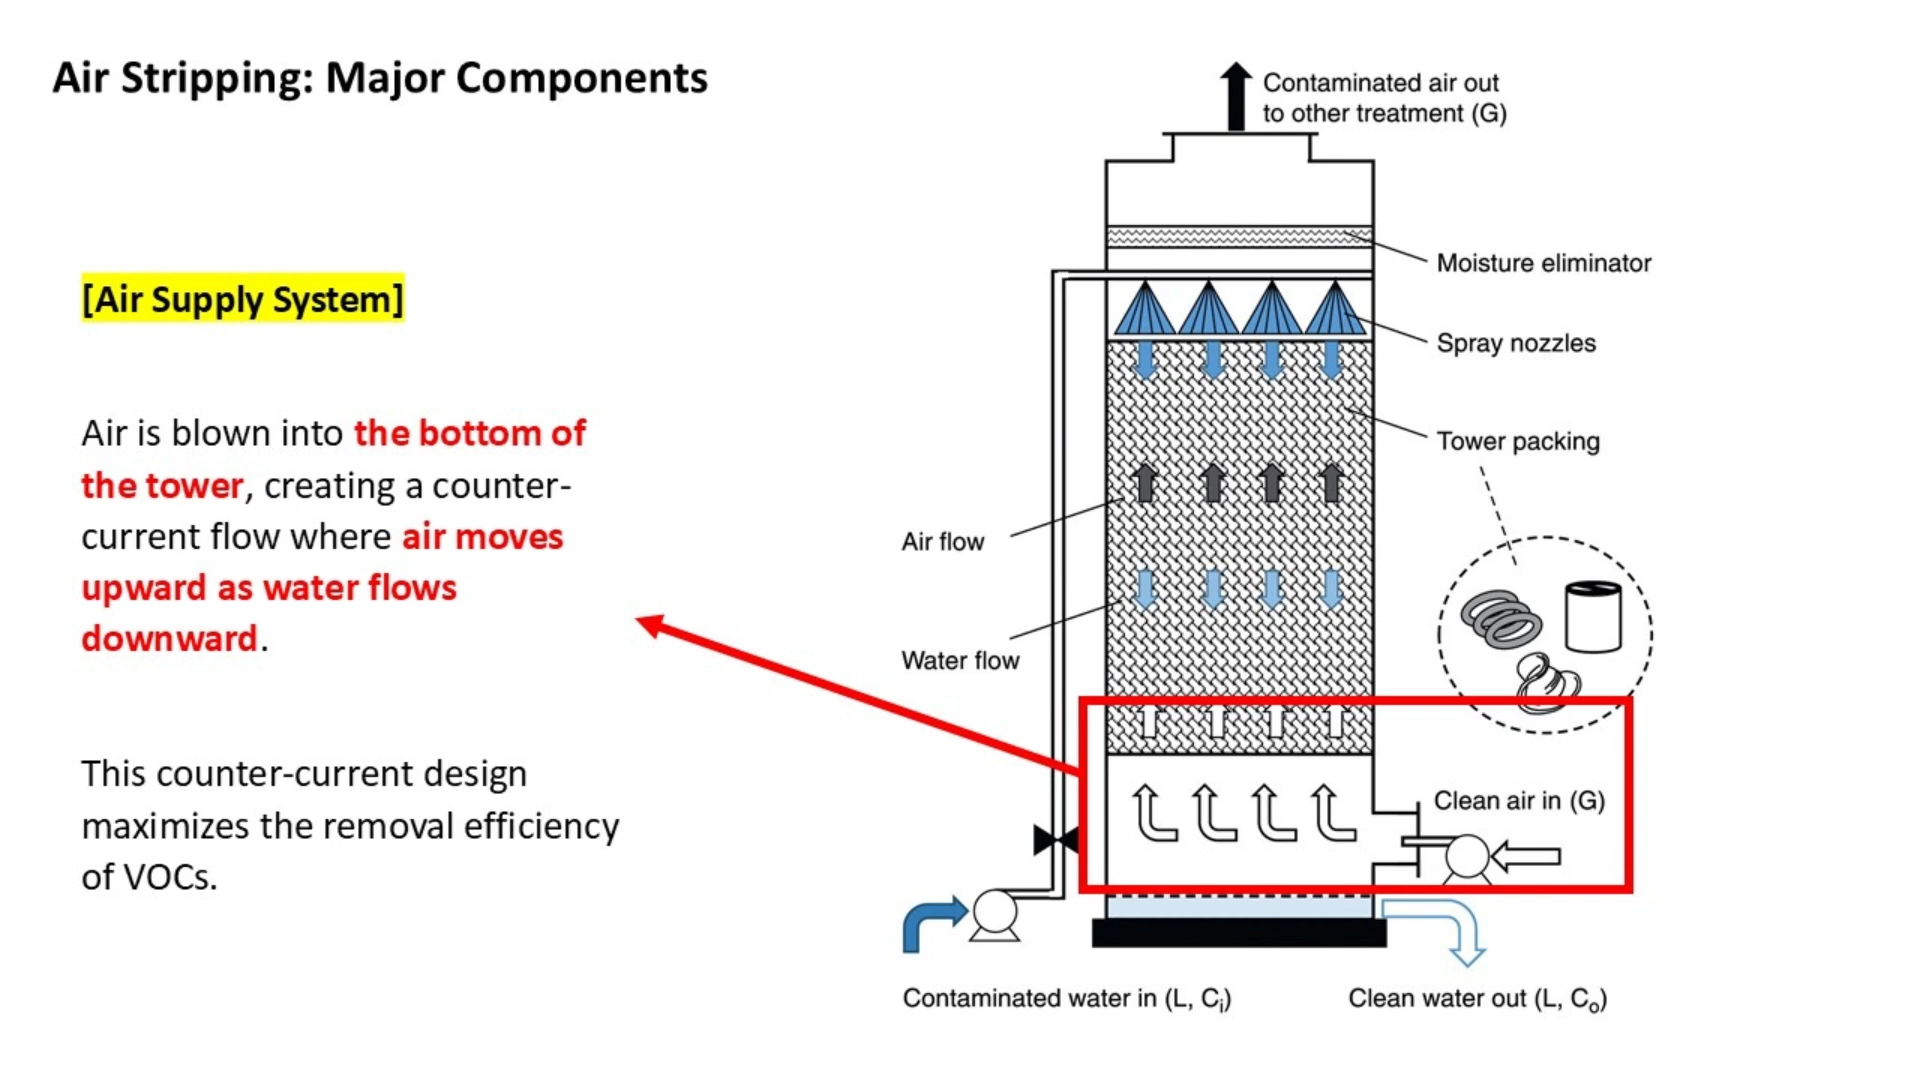 Air Stripping: Major Components
[Air Supply System]
Air is blown into the bottom of
the tower, creating a counter-
current flow where air moves
upward as water flows
downward.
This counter-current design
maximizes the removal efficiency
of VOCs.
Contaminated air out
to other treatment (G)
Moisture eliminator
Spray nozzles
Tower packing
Air flow
Water flow
Clean air in (G)
Contaminated water in (L, Ci)
Clean water out (L, Co)